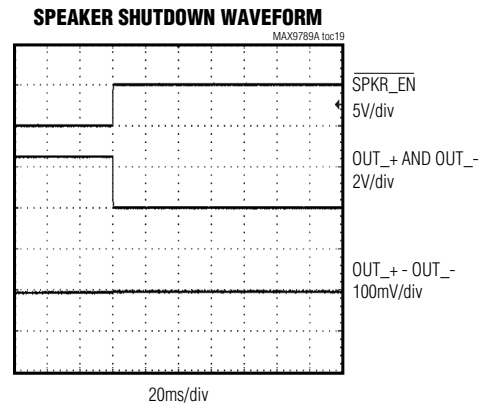 SPEAKER SHUTDOWN WAVEFORM
MAX9789A toc19
SPKR_EN
5V/div
OUT_+ AND OUT_-
2V/div
OUT_+ - OUT_-
100mV/div
20ms/div